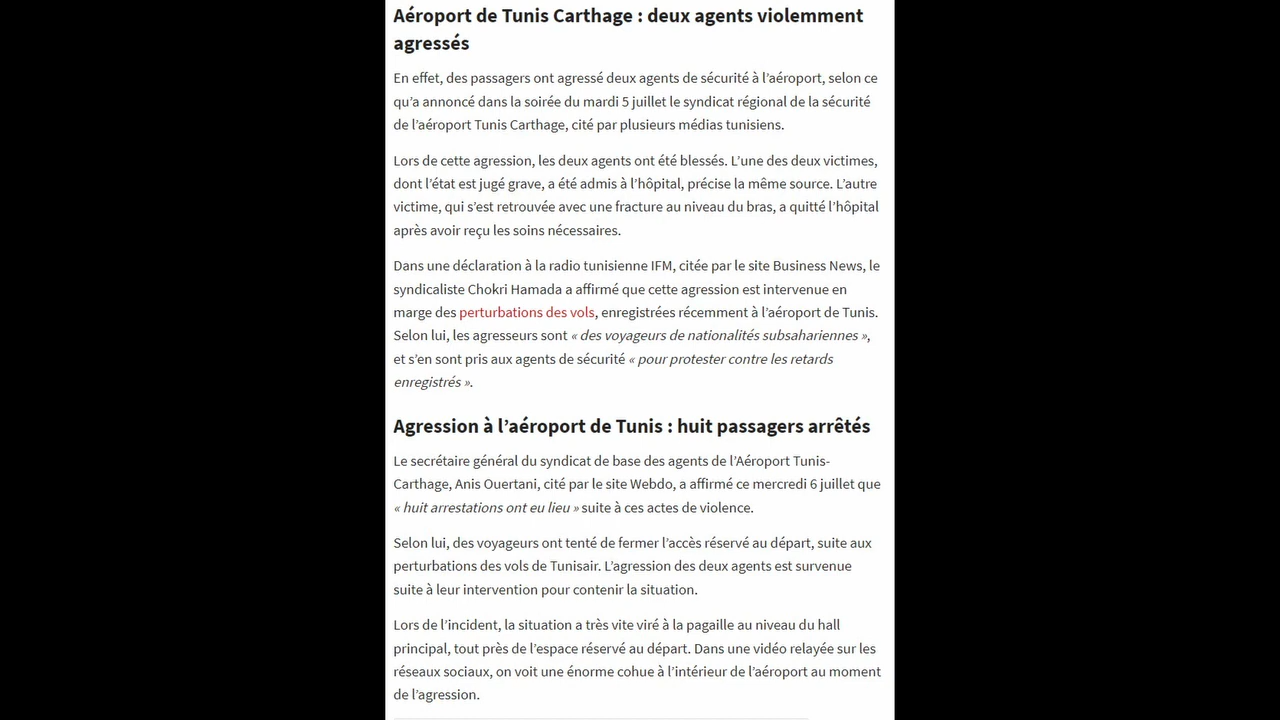 Aéroport de Tunis Carthage : deux agents violemment
agressés
En effet, des passagers ont agressé deux agents de sécurité à l’aéroport, selon ce
qu’a annoncé dans la soirée du mardi 5 juillet le syndicat régional de la sécurité
de l’aéroport Tunis Carthage, cité par plusieurs médias tunisiens.
Lors de cette agression, les deux agents ont été blessés. L’une des deux victimes,
dont l’état est jugé grave, a été admis à l’hôpital, précise la même source. L’autre
victime, qui s’est retrouvée avec une fracture au niveau du bras, a quitté l’hôpital
après avoir reçu les soins nécessaires.
Dans une déclaration à la radio tunisienne IFM, citée par le site Business News, le
syndicaliste Chokri Hamada a affirmé que cette agression est intervenue en
marge des perturbations des vols, enregistrées récemment à l’aéroport de Tunis.
Selon lui, les agresseurs sont « des voyageurs de nationalités subsahariennes »,
et s’en sont pris aux agents de sécurité « pour protester contre les retards
enregistrés ».
Agression à l’aéroport de Tunis : huit passagers arrêtés
Le secrétaire général du syndicat de base des agents de l’Aéroport Tunis-
Carthage, Anis Ouertani, cité par le site Webdo, a affirmé ce mercredi 6 juillet que
« huit arrestations ont eu lieu » suite à ces actes de violence.
Selon lui, des voyageurs ont tenté de fermer l’accès réservé au départ, suite aux
perturbations des vols de Tunisair. L’agression des deux agents est survenue
suite à leur intervention pour contenir la situation.
Lors de l’incident, la situation a très vite viré à la pagaille au niveau du hall
principal, tout près de l’espace réservé au départ. Dans une vidéo relayée sur les
réseaux sociaux, on voit une énorme cohue à l’intérieur de l’aéroport au moment
de l’agression.